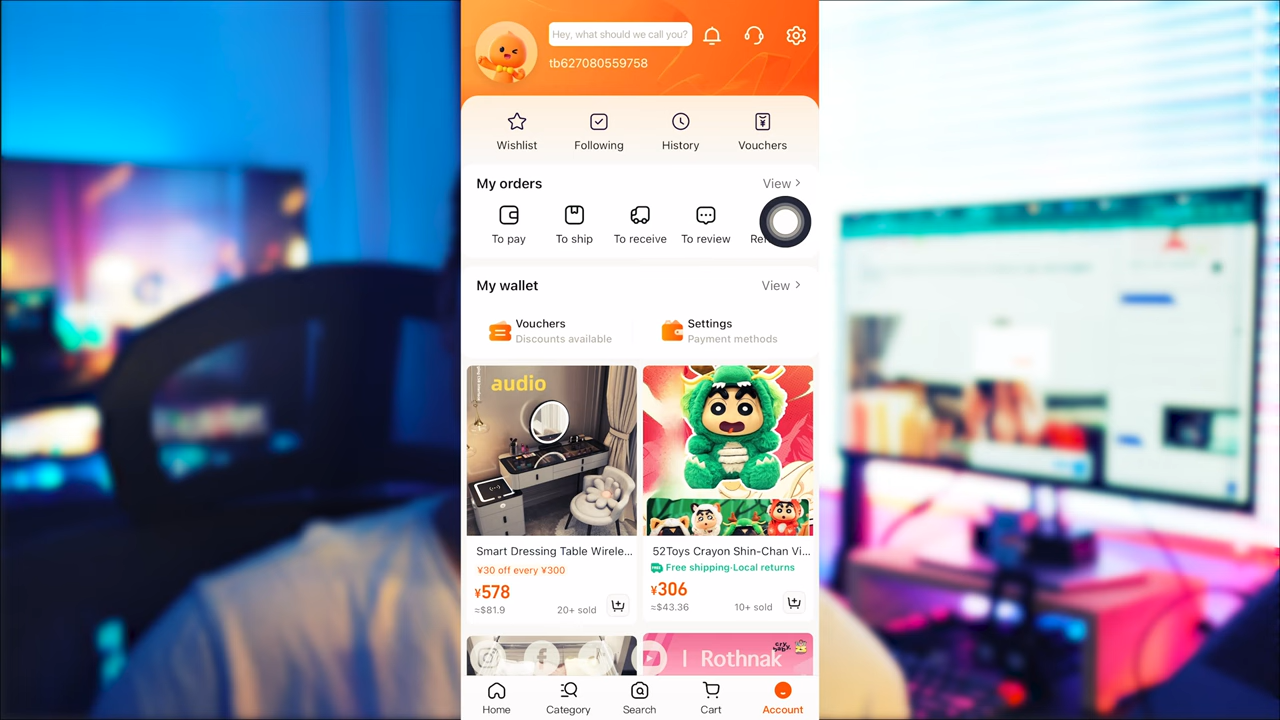 Hey, what should we call you?
tb627080559758
Wishlist
Following
History
Vouchers
My orders
View >
To pay
To ship
To receive
To review
My wallet
View >
Vouchers
Discounts available
Settings
Payment methods
audio
Smart Dressing Table Wirele...
¥30 off every ¥300
¥578
≈$81.9
20+ sold
52Toys Crayon Shin-Chan Vi...
Free shipping·Local returns
¥306
≈$43.36
10+ sold
| Rothnak
Home
Category
Search
Cart
Account